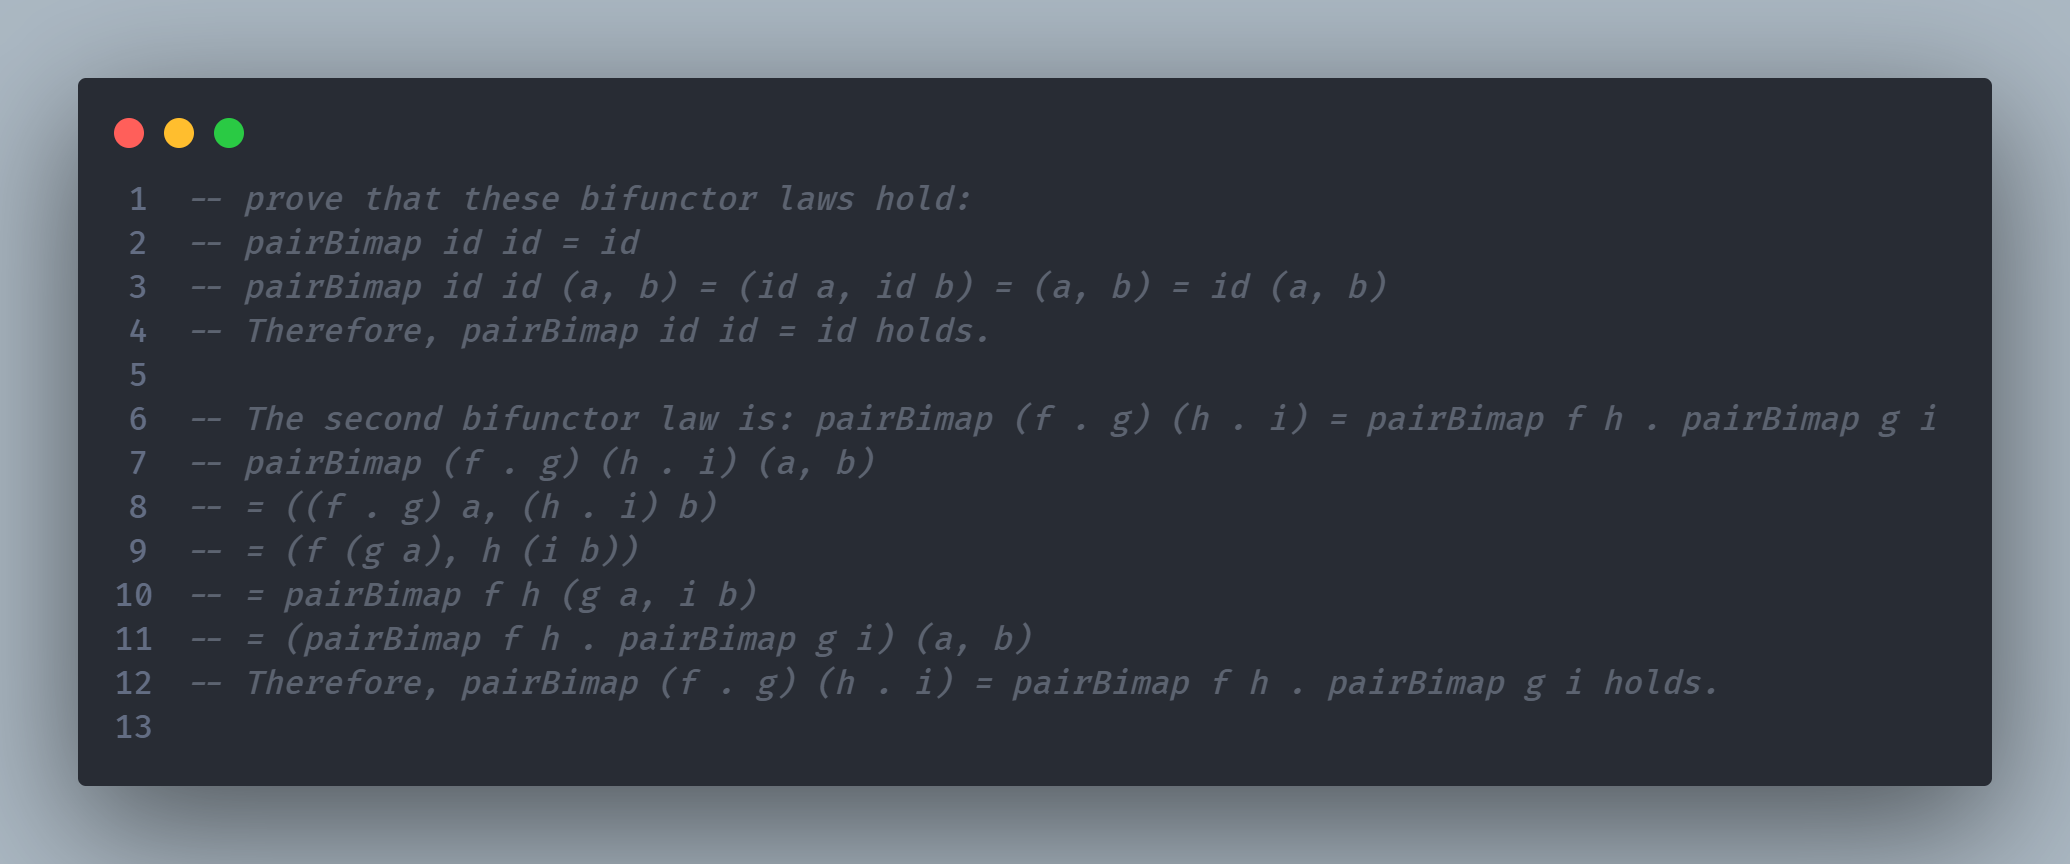 1 -- prove that these bifunctor laws hold:
2 -- pairBimap id id = id
3 -- pairBimap id id (a, b) = (id a, id b) = (a, b) = id (a, b)
4 -- Therefore, pairBimap id id = id holds.
5
6 -- The second bifunctor law is: pairBimap (f . g) (h . i) = pairBimap f h . pairBimap g i
7 -- pairBimap (f . g) (h . i) (a, b)
8 -- = ((f . g) a, (h . i) b)
9 -- = (f (g a), h (i b))
10 -- = pairBimap f h (g a, i b)
11 -- = (pairBimap f h . pairBimap g i) (a, b)
12 -- Therefore, pairBimap (f . g) (h . i) = pairBimap f h . pairBimap g i holds.
13